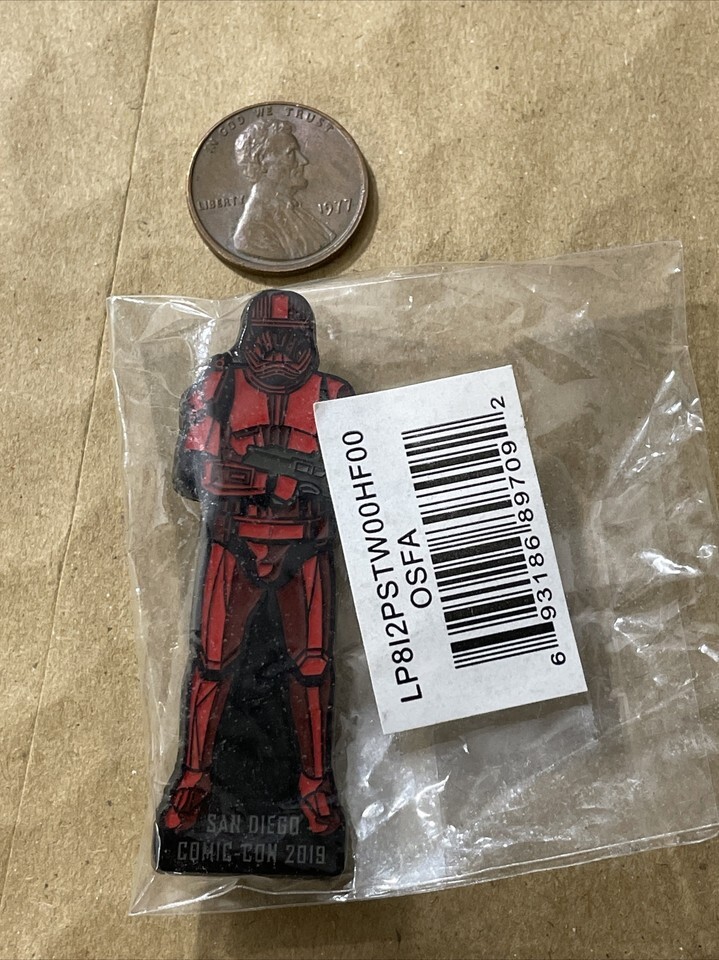 IN GOD WE TRUST
LIBERTY
1977
LP8I2PSTW00HF00
OSFA
6 93186 89709 2
SAN DIEGO
COMIC-CON 2019